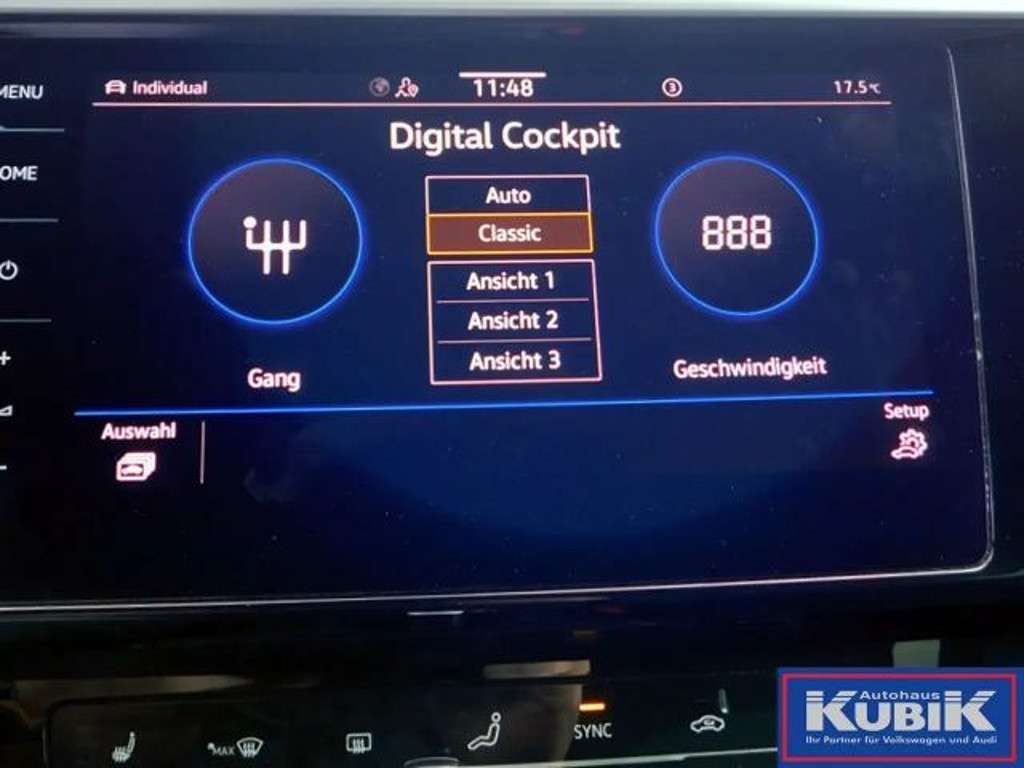 MENU
Individual
11:48
3
17.5°C
Digital Cockpit
OME
Auto
Classic
888
Ansicht 1
Ansicht 2
Ansicht 3
Gang
Geschwindigkeit
Auswahl
Setup
MAX
SYNC
Autohaus
KUBIK
Ihr Partner für Volkswagen und Audi